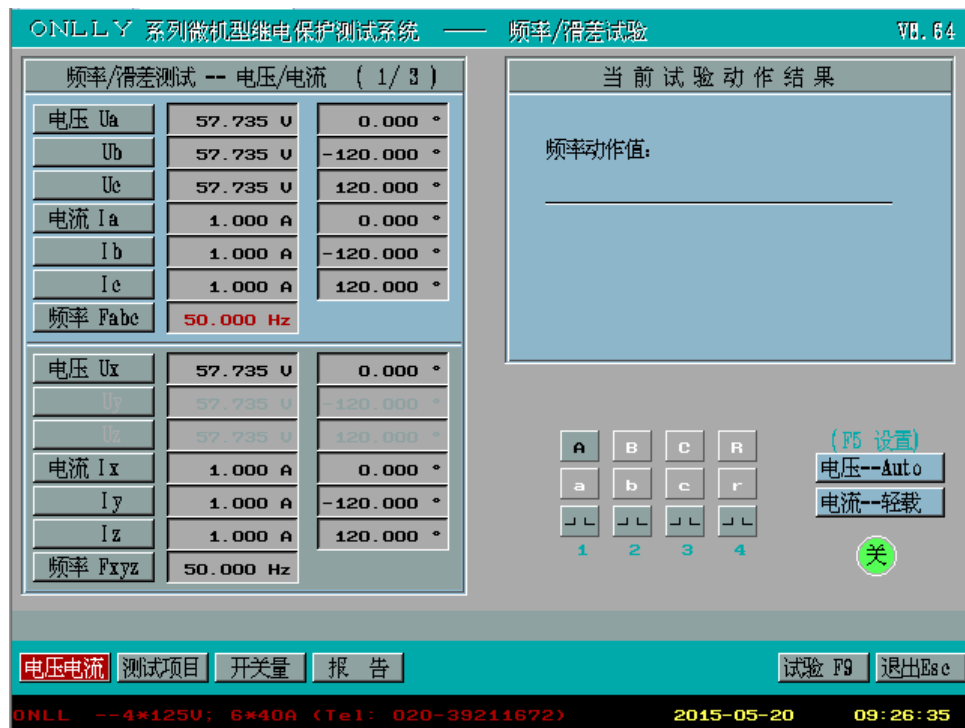 ONLLY 系列微机型继电保护测试系统 —— 频率/滑差试验 V8.64
频率/滑差测试 -- 电压/电流 ( 1/ 3 )
电压 Ua 57.735 V 0.000 °
Ub 57.735 V -120.000 °
Uc 57.735 V 120.000 °
电流 Ia 1.000 A 0.000 °
Ib 1.000 A -120.000 °
Ic 1.000 A 120.000 °
频率 Fabc 50.000 Hz
电压 Ux 57.735 V 0.000 °
Uy 57.735 V -120.000 °
Uz 57.735 V 120.000 °
电流 Ix 1.000 A 0.000 °
Iy 1.000 A -120.000 °
Iz 1.000 A 120.000 °
频率 Fxyz 50.000 Hz
当前试验动作结果
频率动作值:
A B C R
a b c r
1 2 3 4
(F5 设置)
电压--Auto
电流--轻载
关
电压电流 测试项目 开关量 报 告 试验 F9 退出Esc
ONLL --4*125V; 6*40A (Tel: 020-39211672) 2015-05-20 09:26:35